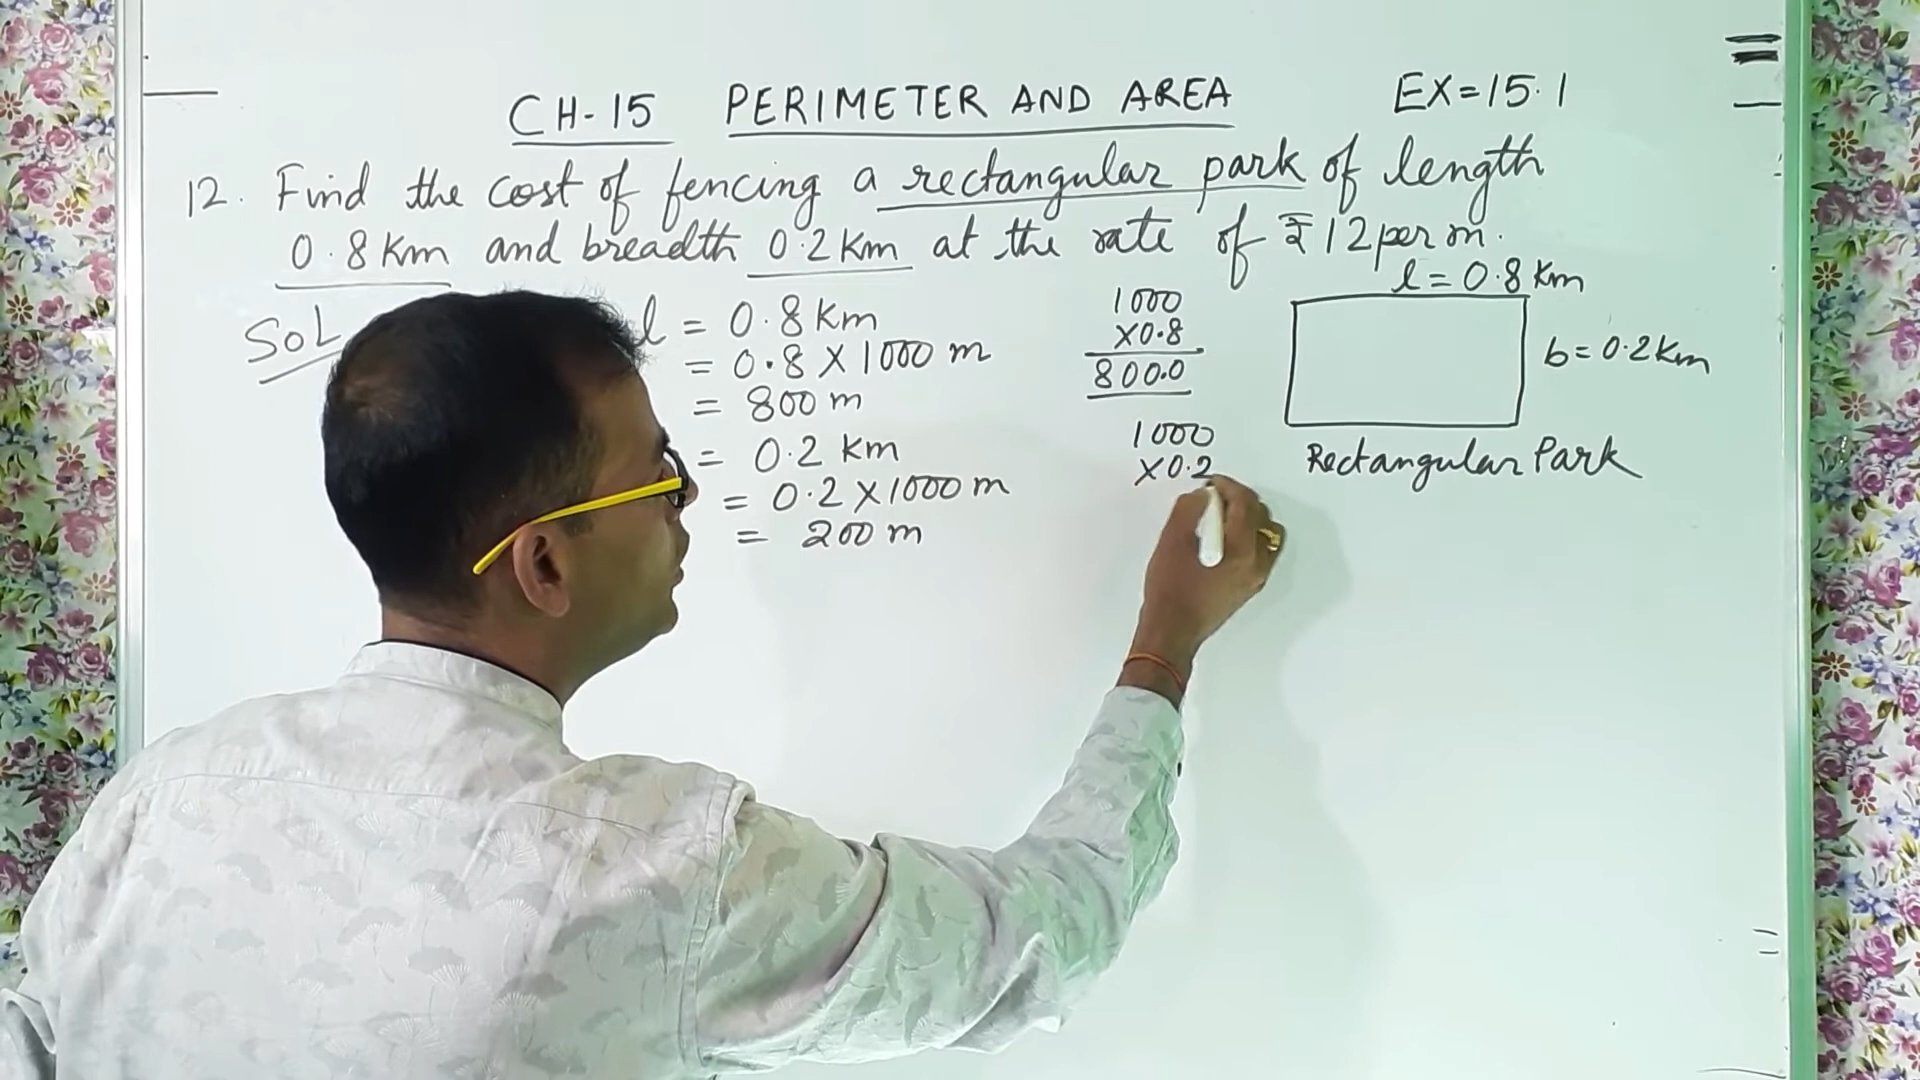 CH-15 PERIMETER AND AREA EX=15.1
12. Find the cost of fencing a rectangular park of length
0.8 Km and breadth 0.2 Km at the rate of ₹12 per m.
Sol
l = 0.8 Km
= 0.8 X 1000 m
= 800 m
= 0.2 Km
= 0.2 X 1000 m
= 200 m
1000
X0.8
800.0
1000
X0.2
l = 0.8 Km
b = 0.2 Km
Rectangular Park